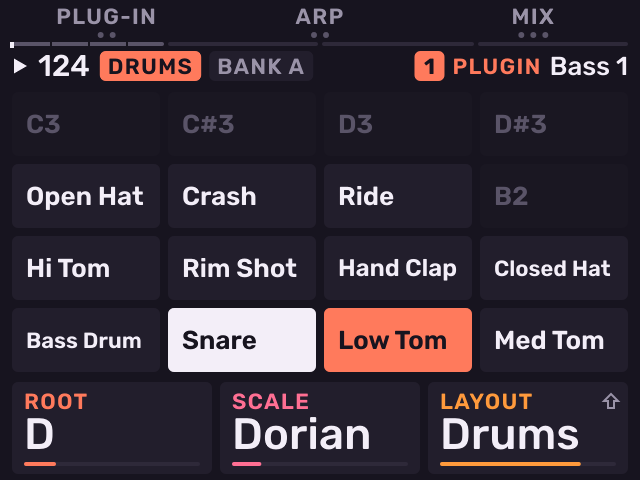 PLUG-IN ARP MIX
124 DRUMS BANK A 1 PLUGIN Bass 1
C3 C#3 D3 D#3
Open Hat Crash Ride B2
Hi Tom Rim Shot Hand Clap Closed Hat
Bass Drum Snare Low Tom Med Tom
ROOT SCALE LAYOUT
D Dorian Drums